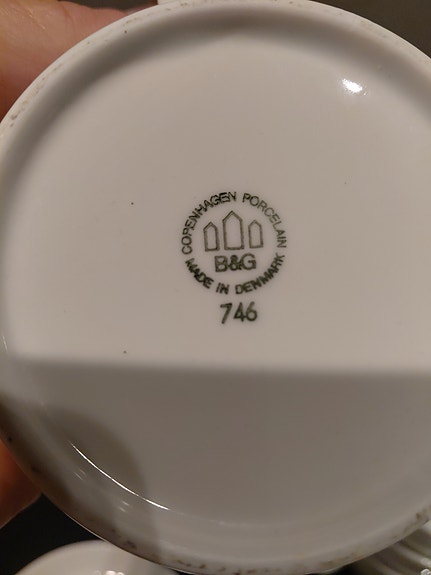 COPENHAGEN PORCELAIN
B&G
MADE IN DENMARK
746